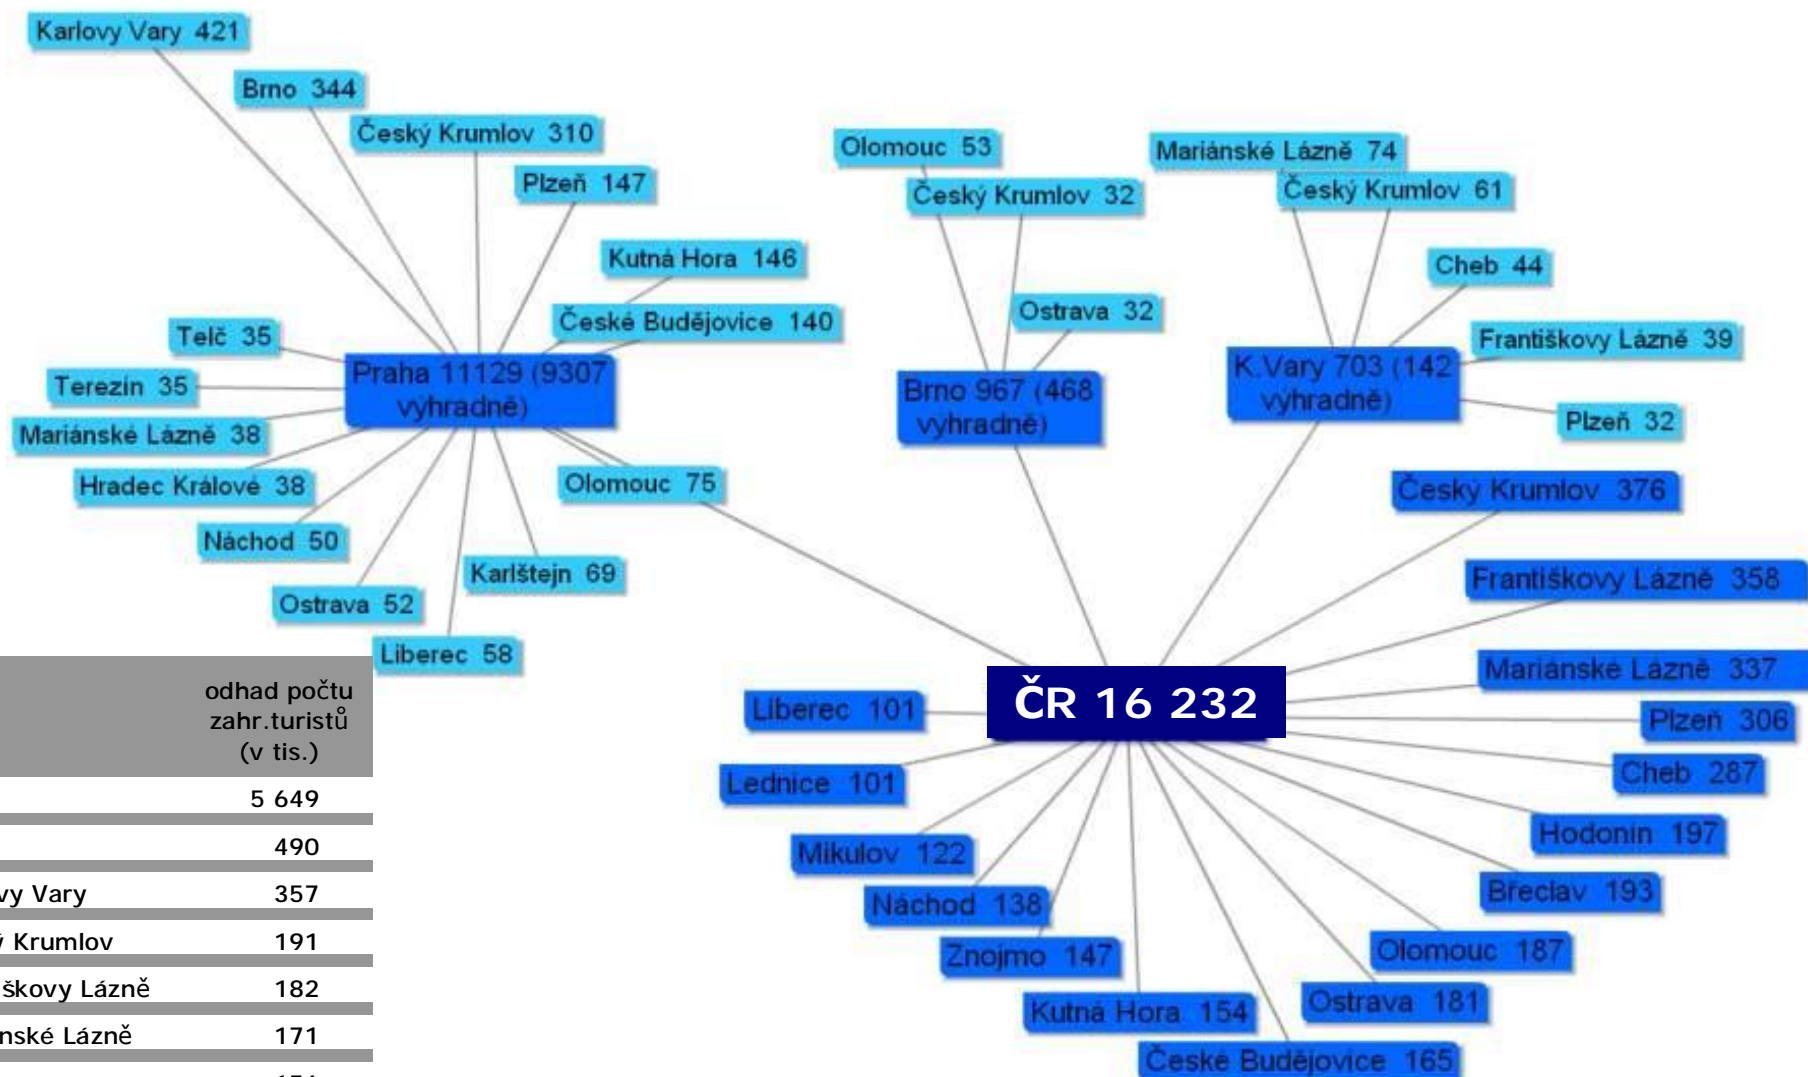 Karlovy Vary 421
Brno 344
Český Krumlov 310
Plzeň 147
Kutná Hora 146
České Budějovice 140
Telč 35
Terezín 35
Mariánské Lázně 38
Hradec Králové 38
Náchod 50
Ostrava 52
Liberec 58
Karlštejn 69
Olomouc 75
Praha 11129 (9307
výhradně)
Olomouc 53
Český Krumlov 32
Ostrava 32
Brno 967 (468
výhradně)
Mariánské Lázně 74
Český Krumlov 61
Cheb 44
Františkovy Lázně 39
Plzeň 32
K.Vary 703 (142
výhradně)
Český Krumlov 376
Františkovy Lázně 358
Mariánské Lázně 337
Plzeň 306
Cheb 287
Hodonín 197
Břeclav 193
Olomouc 187
Ostrava 181
České Budějovice 165
Kutná Hora 154
Znojmo 147
Náchod 138
Mikulov 122
Lednice 101
Liberec 101
ČR 16 232
odhad počtu
zahr.turistů
(v tis.)
5 649
490
vy Vary 357
ý Krumlov 191
škovy Lázně 182
nské Lázně 171